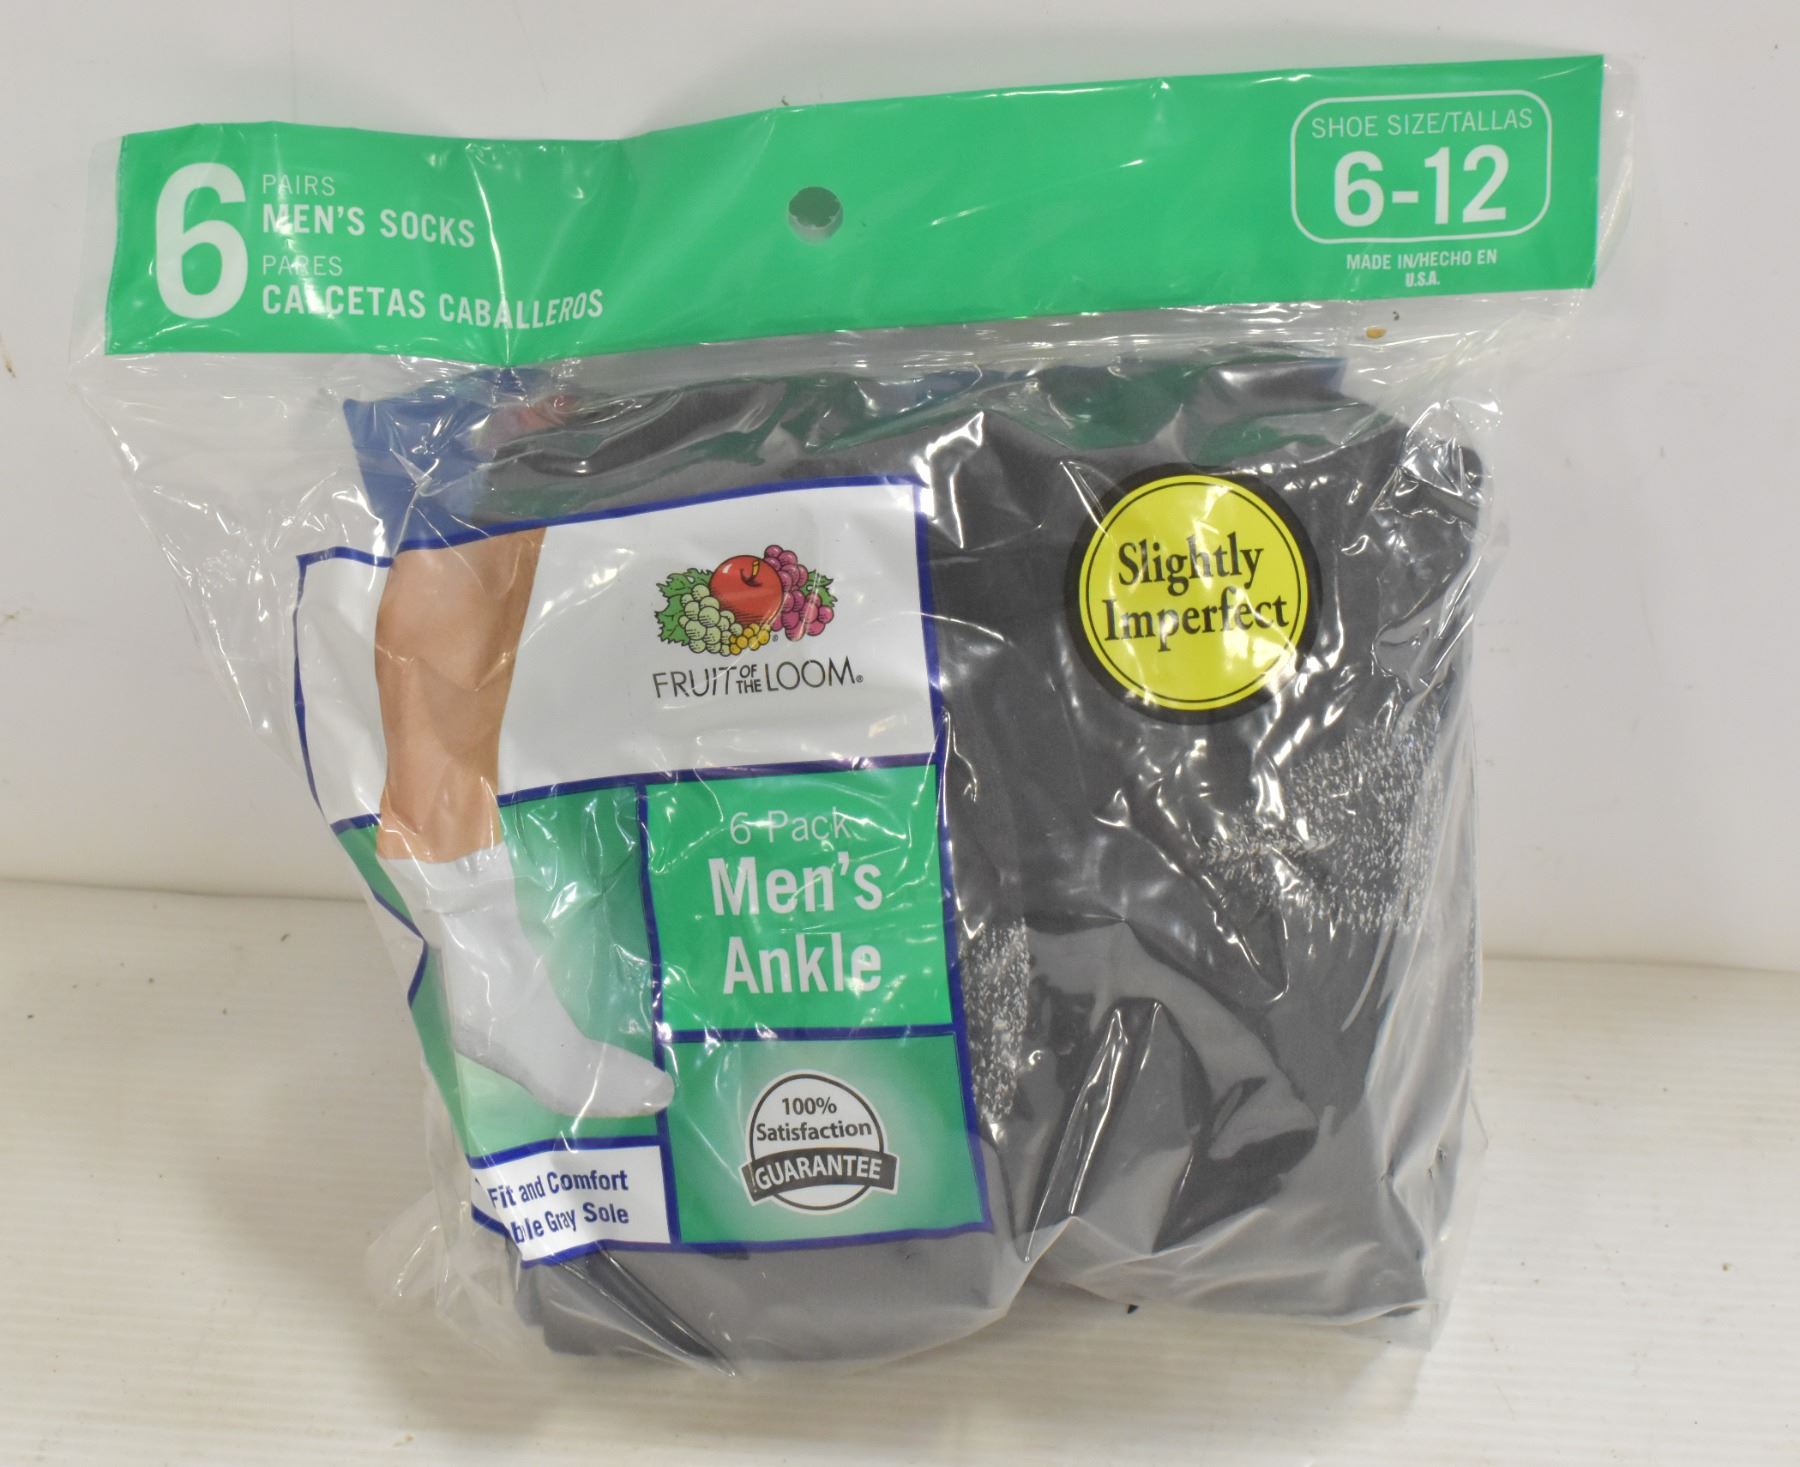 6
PAIRS
MEN'S SOCKS
PARES
CALCETAS CABALLEROS
SHOE SIZE/TALLAS
6-12
MADE IN/HECHO EN
U.S.A.
FRUIT OF THE LOOM®
Slightly
Imperfect
6 Pack
Men's
Ankle
100%
Satisfaction
GUARANTEE
Fit and Comfort
Gray Sole